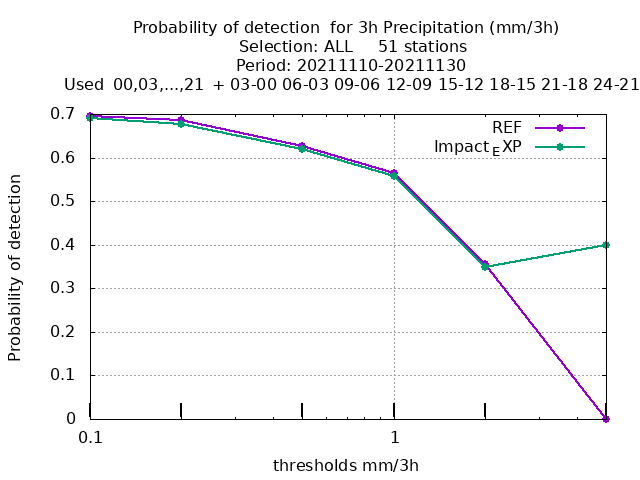 Probability of detection  for 3h Precipitation (mm/3h)
Selection: ALL     51 stations
Period: 20211110-20211130
Used  00,03,...,21  + 03-00 06-03 09-06 12-09 15-12 18-15 21-18 24-21
REF
Impact_EXP
0.7
0.6
0.5
0.4
0.3
0.2
0.1
0
0.1 1
Probability of detection
thresholds mm/3h